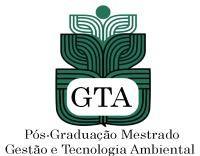 GTA
Pós-Graduação Mestrado
Gestão e Tecnologia Ambiental